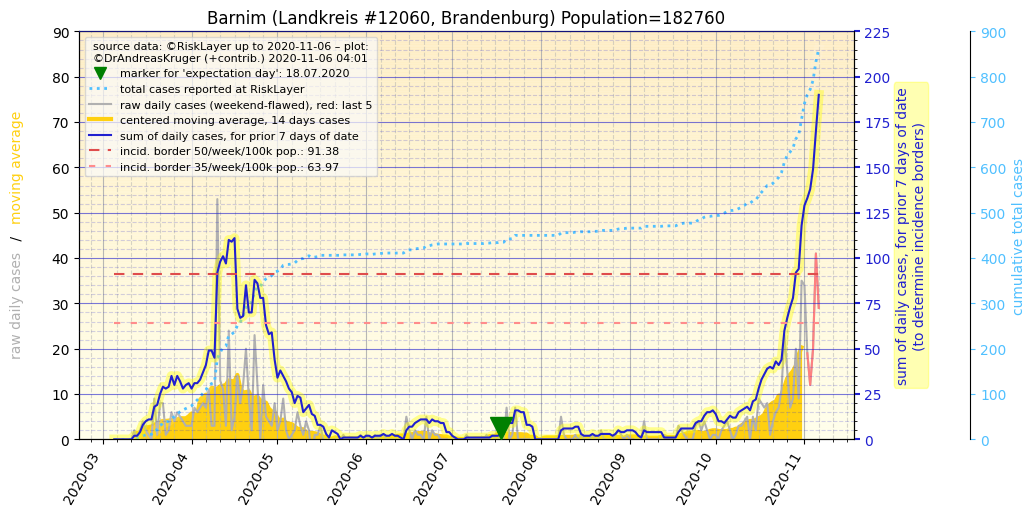 Barnim (Landkreis #12060, Brandenburg) Population=182760
source data: ©RiskLayer up to 2020-11-06 – plot:
©DrAndreasKruger (+contrib.) 2020-11-06 04:01
marker for 'expectation day': 18.07.2020
total cases reported at RiskLayer
raw daily cases (weekend-flawed), red: last 5
centered moving average, 14 days cases
sum of daily cases, for prior 7 days of date
incid. border 50/week/100k pop.: 91.38
incid. border 35/week/100k pop.: 63.97
raw daily cases / moving average
90
80
70
60
50
40
30
20
10
0
2020-03
2020-04
2020-05
2020-06
2020-07
2020-08
2020-09
2020-10
2020-11
225
200
175
150
125
100
75
50
25
0
sum of daily cases, for prior 7 days of date
(to determine incidence borders)
900
800
700
600
500
400
300
200
100
0
cumulative total cases